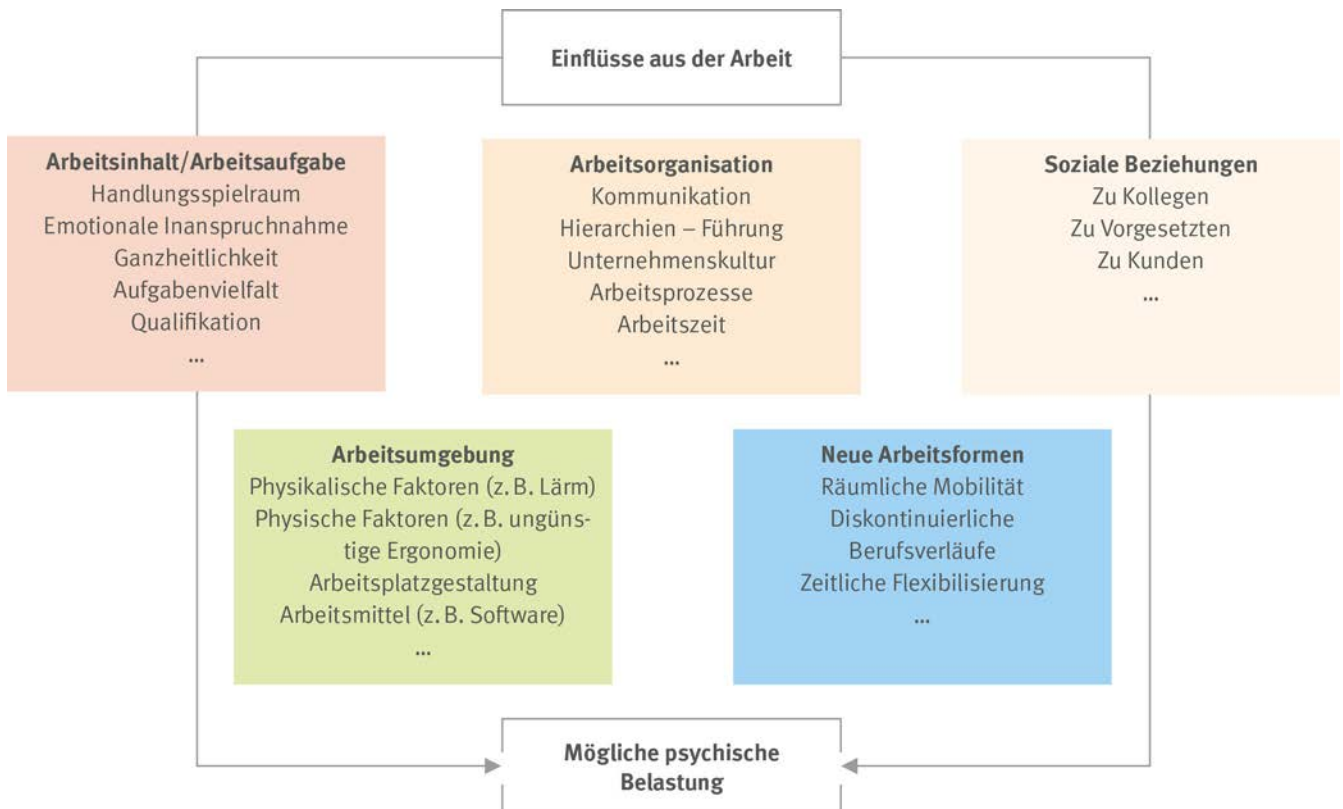 Einflüsse aus der Arbeit
Arbeitsinhalt/Arbeitsaufgabe
Handlungsspielraum
Emotionale Inanspruchnahme
Ganzheitlichkeit
Aufgabenvielfalt
Qualifikation
...
Arbeitsorganisation
Kommunikation
Hierarchien – Führung
Unternehmenskultur
Arbeitsprozesse
Arbeitszeit
...
Soziale Beziehungen
Zu Kollegen
Zu Vorgesetzten
Zu Kunden
...
Arbeitsumgebung
Physikalische Faktoren (z. B. Lärm)
Physische Faktoren (z. B. ungüns-
tige Ergonomie)
Arbeitsplatzgestaltung
Arbeitsmittel (z. B. Software)
...
Neue Arbeitsformen
Räumliche Mobilität
Diskontinuierliche
Berufsverläufe
Zeitliche Flexibilisierung
...
Mögliche psychische
Belastung